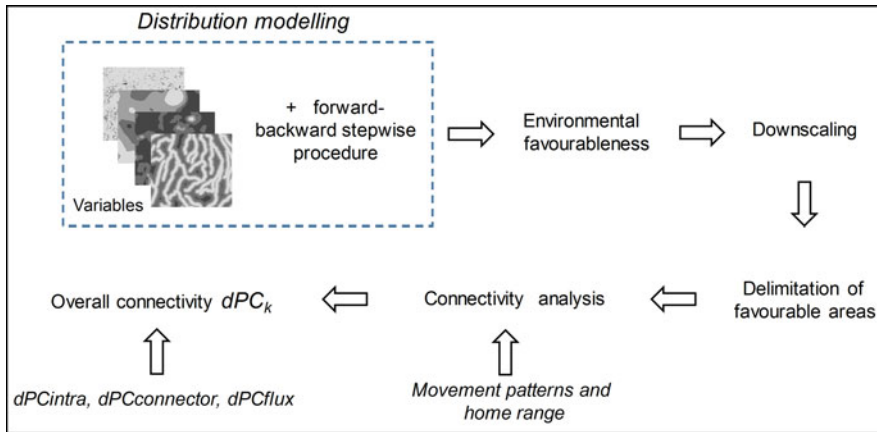 Distribution modelling
+ forward-
backward stepwise
procedure
Variables
Environmental
favourableness
Downscaling
Overall connectivity dPCk
Connectivity analysis
Delimitation of
favourable areas
dPCintra, dPCconnector, dPCflux
Movement patterns and
home range